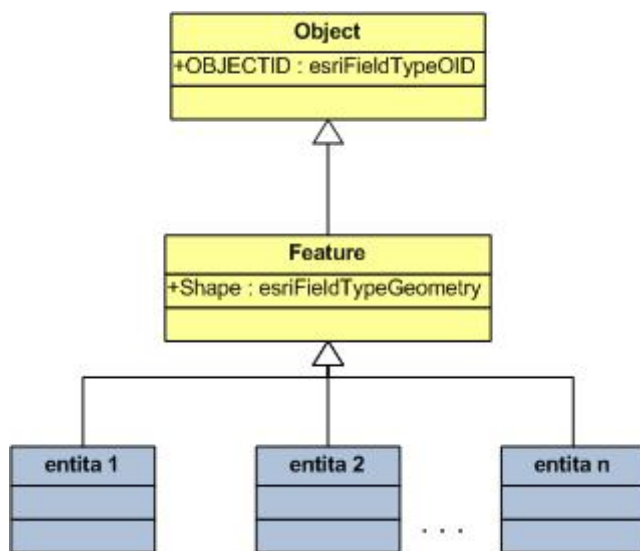 Object
+OBJECTID : esriFieldTypeOID
Feature
+Shape : esriFieldTypeGeometry
entita 1
entita 2
. . .
entita n